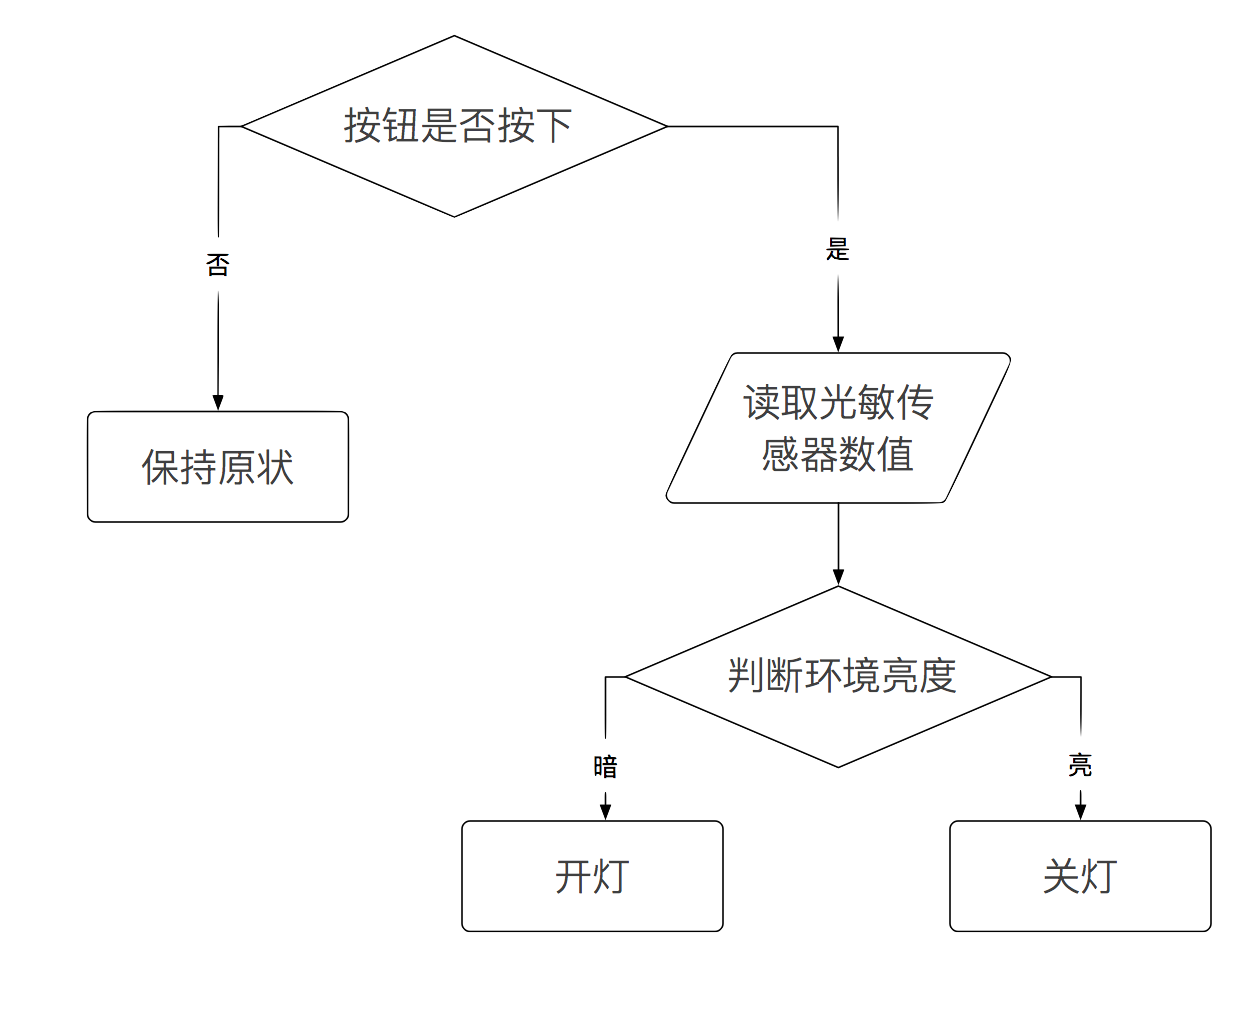 按钮是否按下
否
是
保持原状
读取光敏传
感器数值
判断环境亮度
暗
亮
开灯
关灯